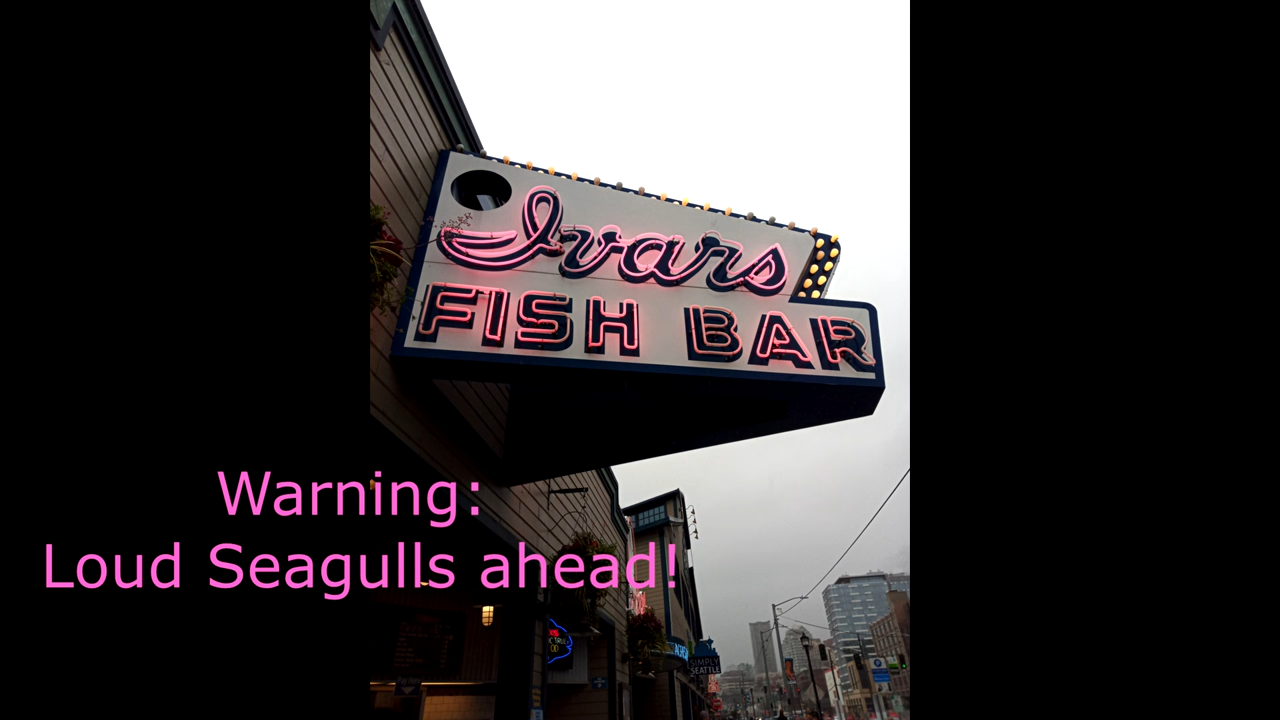 Ivars
FISH BAR
Warning:
Loud Seagulls ahead!
SIMPLY
SEATTLE